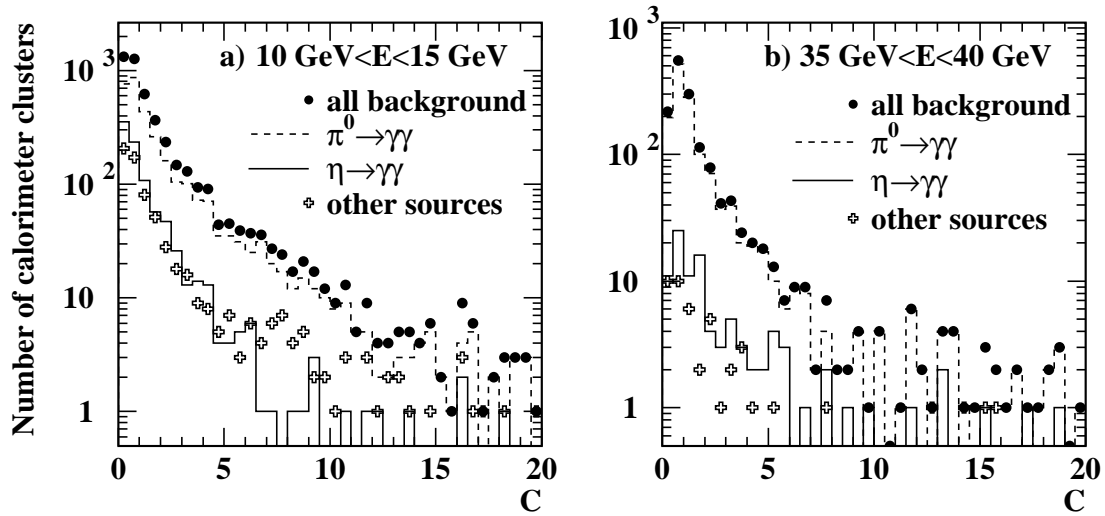 Number of calorimeter clusters
a) 10 GeV<E<15 GeV
all background
π⁰→γγ
η→γγ
other sources
10³
10²
10
1
0 5 10 15 20
C
b) 35 GeV<E<40 GeV
all background
π⁰→γγ
η→γγ
other sources
10³
10²
10
1
0 5 10 15 20
C